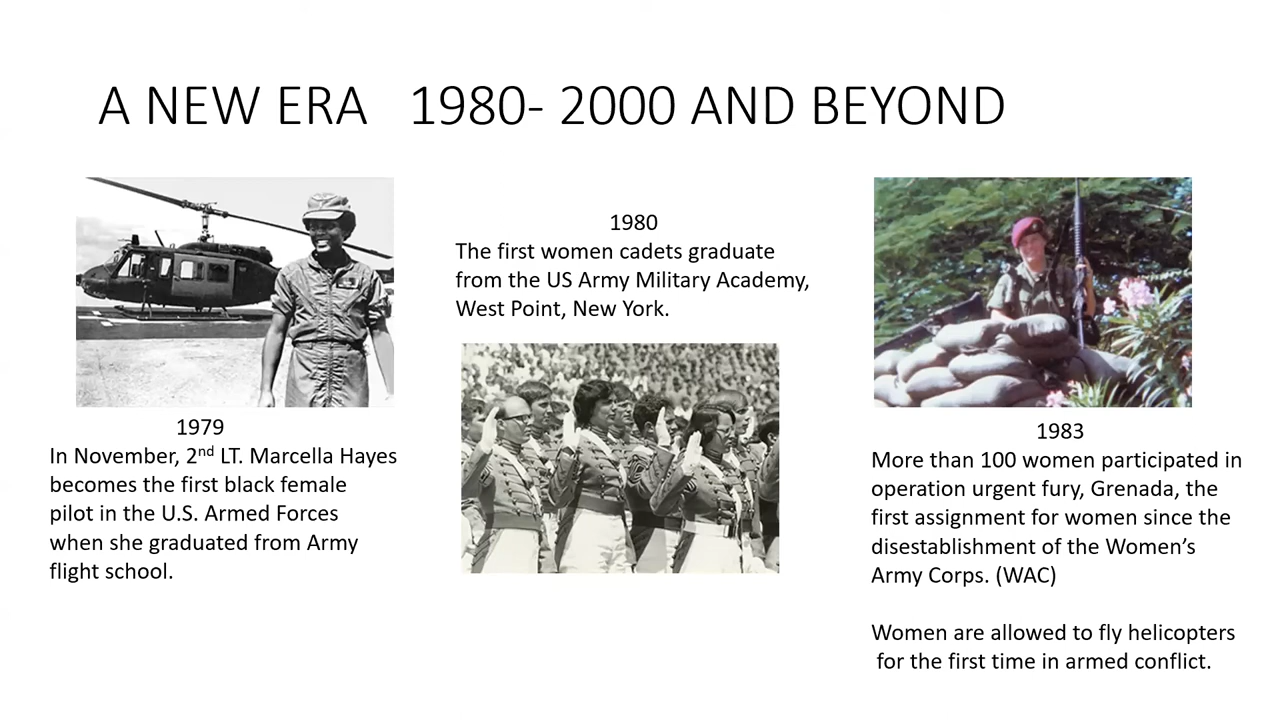 A NEW ERA 1980- 2000 AND BEYOND
1979
In November, 2nd LT. Marcella Hayes
becomes the first black female
pilot in the U.S. Armed Forces
when she graduated from Army
flight school.
1980
The first women cadets graduate
from the US Army Military Academy,
West Point, New York.
1983
More than 100 women participated in
operation urgent fury, Grenada, the
first assignment for women since the
disestablishment of the Women’s
Army Corps. (WAC)
Women are allowed to fly helicopters
for the first time in armed conflict.